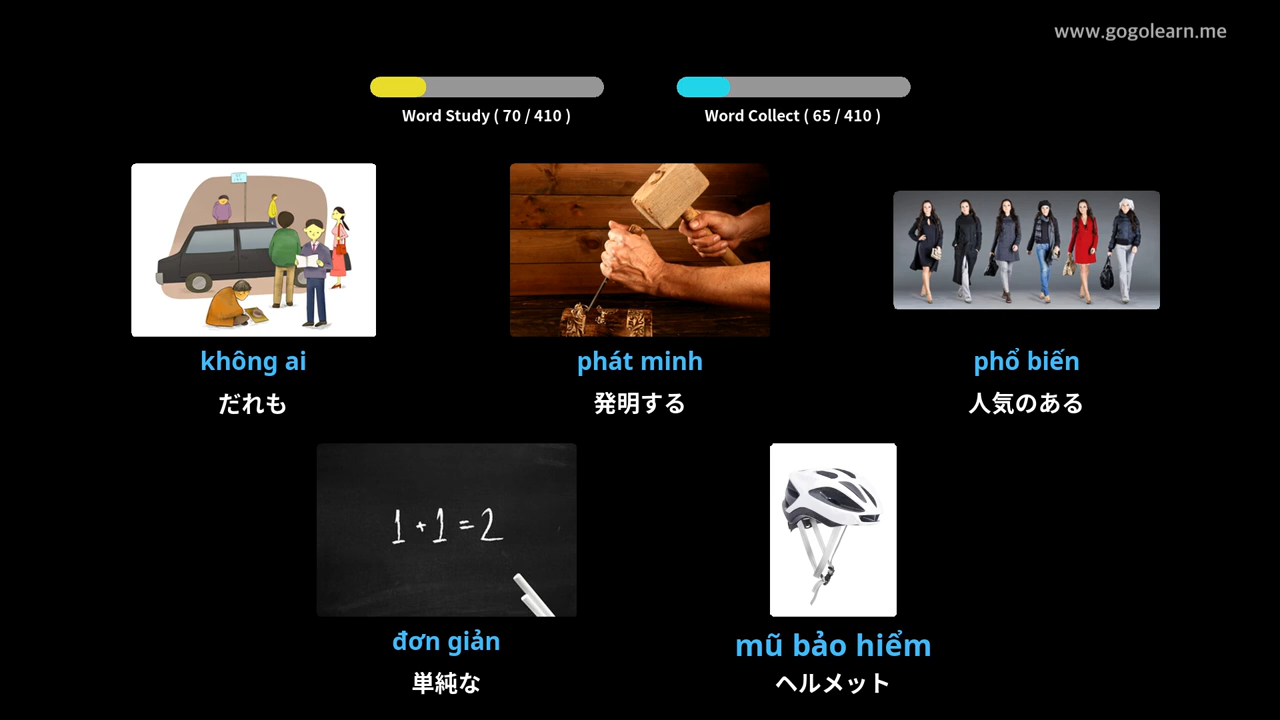 www.gogolearn.me
Word Study ( 70 / 410 )
Word Collect ( 65 / 410 )
không ai
だれも
phát minh
発明する
phổ biến
人気のある
1+1=2
đơn giản
単純な
mũ bảo hiểm
ヘルメット